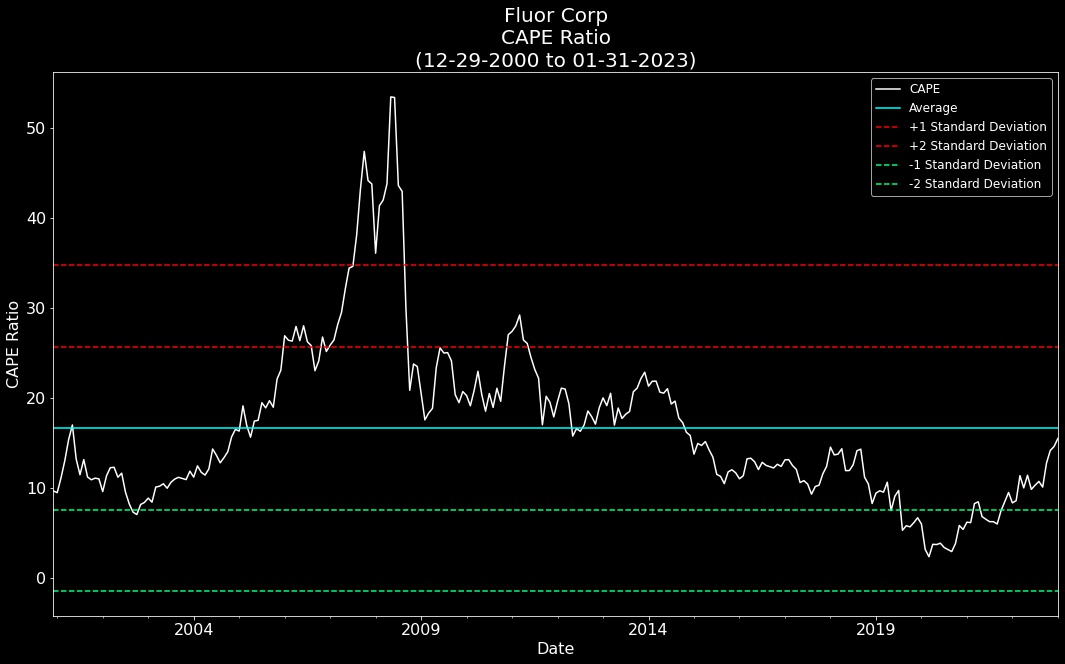 Fluor Corp
CAPE Ratio
(12-29-2000 to 01-31-2023)
CAPE
Average
+1 Standard Deviation
+2 Standard Deviation
-1 Standard Deviation
-2 Standard Deviation
CAPE Ratio
50
40
30
20
10
0
2004
2009
2014
2019
Date